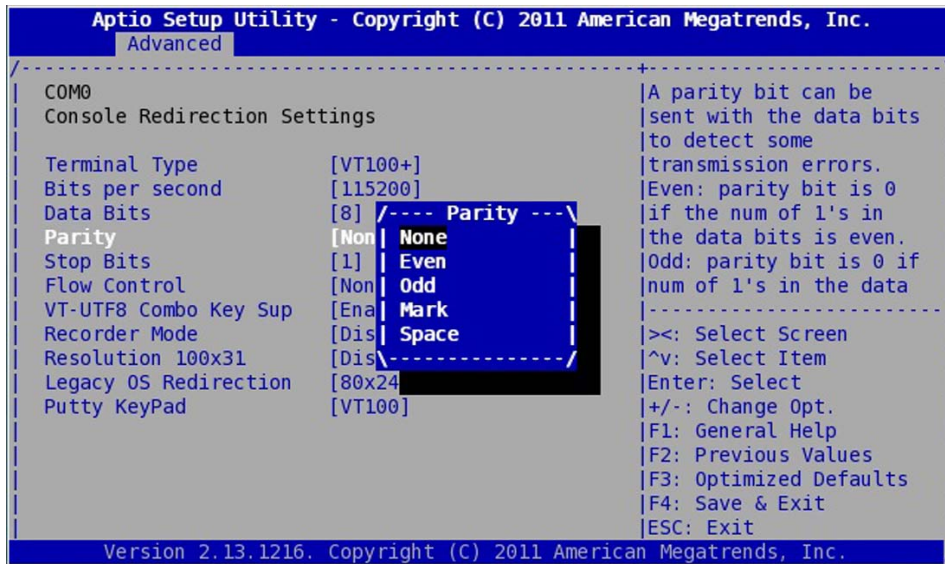 Aptio Setup Utility - Copyright (C) 2011 American Megatrends, Inc.
Advanced
COM0
Console Redirection Settings
Terminal Type [VT100+]
Bits per second [115200]
Data Bits [8]
Parity [Non
Stop Bits [1]
Flow Control [Non
VT-UTF8 Combo Key Sup [Ena
Recorder Mode [Dis
Resolution 100x31 [Dis
Legacy OS Redirection [80x24
Putty KeyPad [VT100]
/---- Parity ---\
None
Even
Odd
Mark
Space
A parity bit can be
sent with the data bits
to detect some
transmission errors.
Even: parity bit is 0
if the num of 1's in
the data bits is even.
Odd: parity bit is 0 if
num of 1's in the data
><: Select Screen
^v: Select Item
Enter: Select
+/-: Change Opt.
F1: General Help
F2: Previous Values
F3: Optimized Defaults
F4: Save & Exit
ESC: Exit
Version 2.13.1216. Copyright (C) 2011 American Megatrends, Inc.